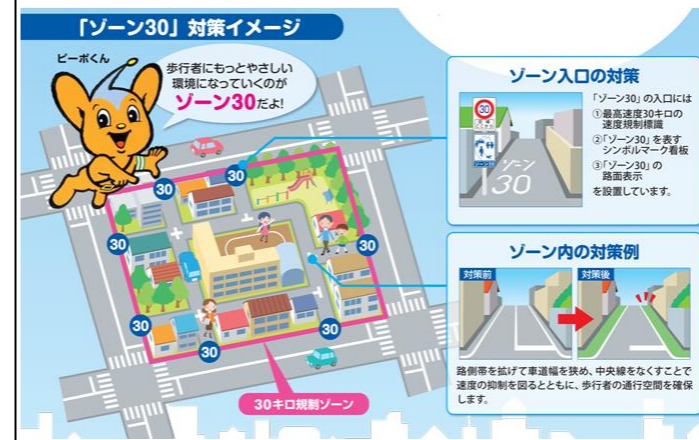 「ゾーン30」対策イメージ
ピーポくん
歩行者にもっとやさしい
環境になっていくのが
ゾーン30だよ!
30
30
30
30
30
30
30
30キロ規制ゾーン
ゾーン入口の対策
30
ゾーン
30
「ゾーン30」の入口には
①最高速度30キロの
速度規制標識
②「ゾーン30」を表す
シンボルマーク看板
③「ゾーン30」の
路面表示
を設置しています。
ゾーン内の対策例
対策前
対策後
路側帯を拡げて車道幅を狭め、中央線をなくすことで
速度の抑制を図るとともに、歩行者の通行空間を確保
します。